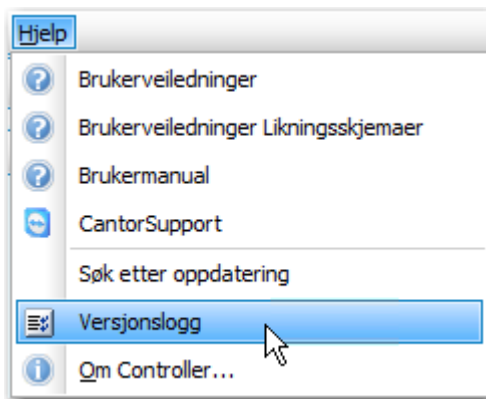 Hjelp
Brukerveiledninger
Brukerveiledninger Likningsskjemaer
Brukermanual
CantorSupport
Søk etter oppdatering
Versjonslogg
Om Controller...